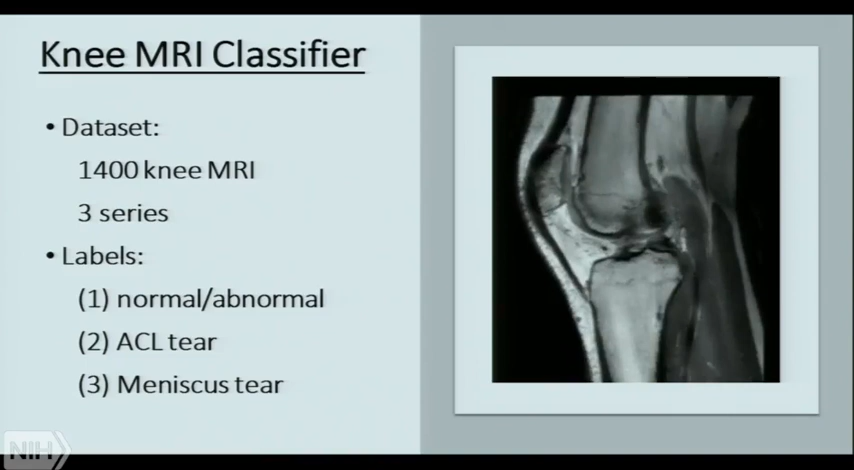 Knee MRI Classifier
• Dataset:
1400 knee MRI
3 series
• Labels:
(1) normal/abnormal
(2) ACL tear
(3) Meniscus tear
NIH